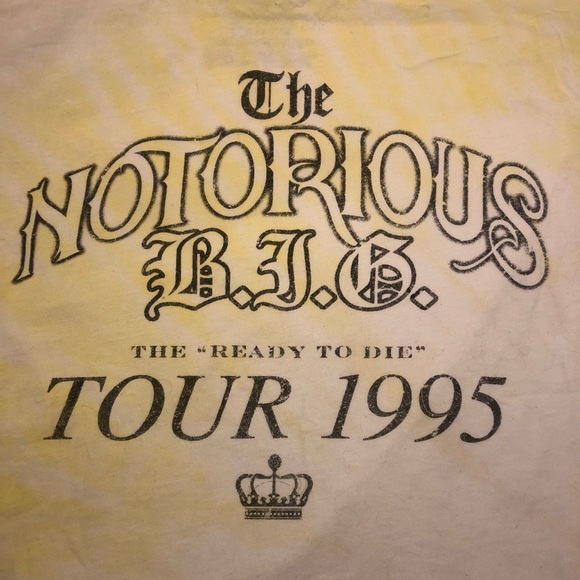 The
NOTORIOUS
B.I.G.
THE "READY TO DIE"
TOUR 1995